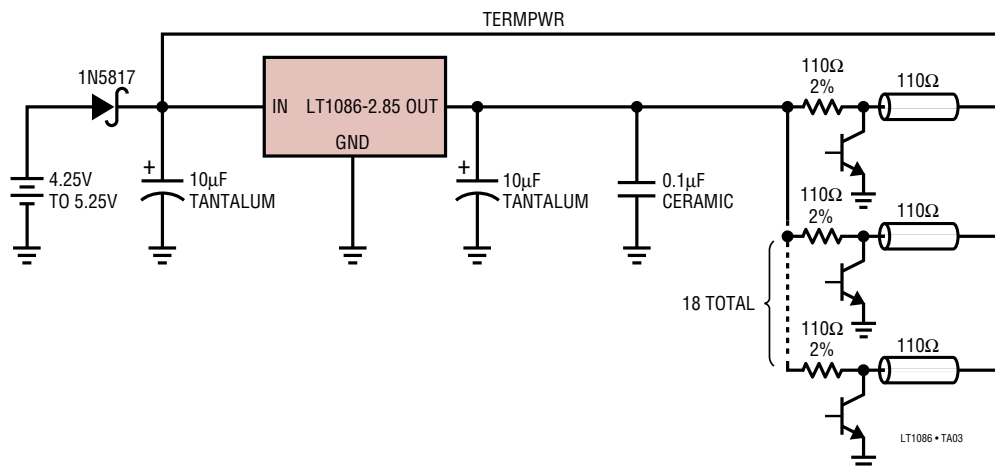 TERMPWR
1N5817
IN LT1086-2.85 OUT
GND
4.25V
TO 5.25V
+
10µF
TANTALUM
+
10µF
TANTALUM
0.1µF
CERAMIC
110Ω
2%
110Ω
110Ω
2%
110Ω
18 TOTAL
110Ω
2%
110Ω
LT1086 • TA03